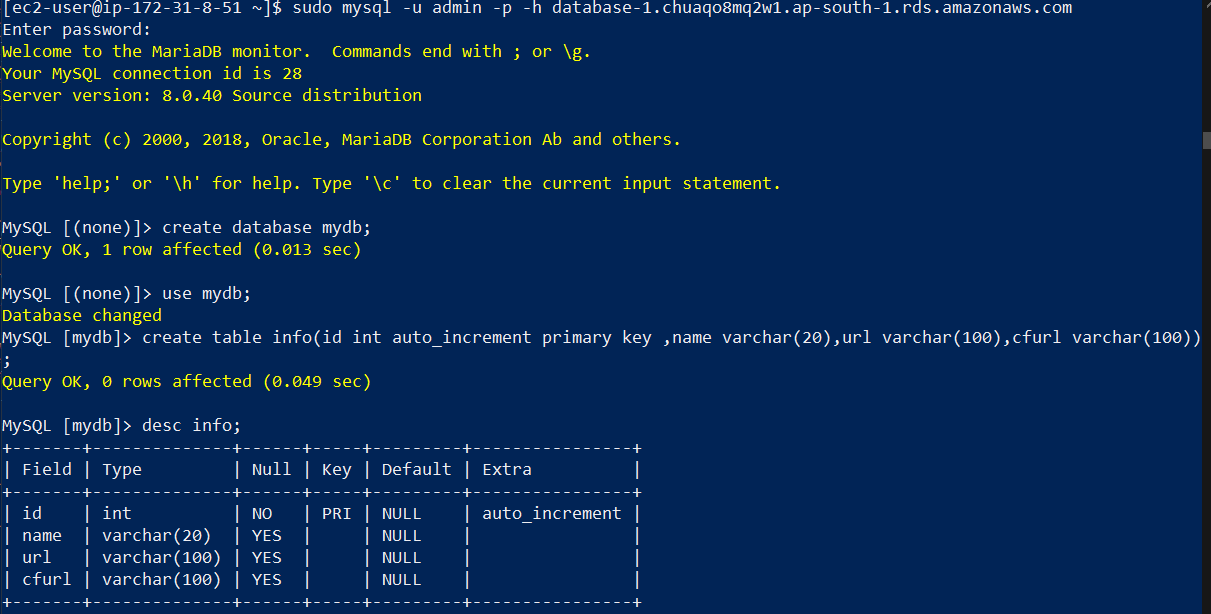 [ec2-user@ip-172-31-8-51 ~]$ sudo mysql -u admin -p -h database-1.chuaqo8mq2w1.ap-south-1.rds.amazonaws.com
Enter password:
Welcome to the MariaDB monitor.  Commands end with ; or \g.
Your MySQL connection id is 28
Server version: 8.0.40 Source distribution

Copyright (c) 2000, 2018, Oracle, MariaDB Corporation Ab and others.

Type 'help;' or '\h' for help. Type '\c' to clear the current input statement.

MySQL [(none)]> create database mydb;
Query OK, 1 row affected (0.013 sec)

MySQL [(none)]> use mydb;
Database changed
MySQL [mydb]> create table info(id int auto_increment primary key ,name varchar(20),url varchar(100),cfurl varchar(100))
;
Query OK, 0 rows affected (0.049 sec)

MySQL [mydb]> desc info;
+-------+--------------+------+-----+---------+----------------+
| Field | Type         | Null | Key | Default | Extra          |
+-------+--------------+------+-----+---------+----------------+
| id    | int          | NO   | PRI | NULL    | auto_increment |
| name  | varchar(20)  | YES  |     | NULL    |                |
| url   | varchar(100) | YES  |     | NULL    |                |
| cfurl | varchar(100) | YES  |     | NULL    |                |
+-------+--------------+------+-----+---------+----------------+